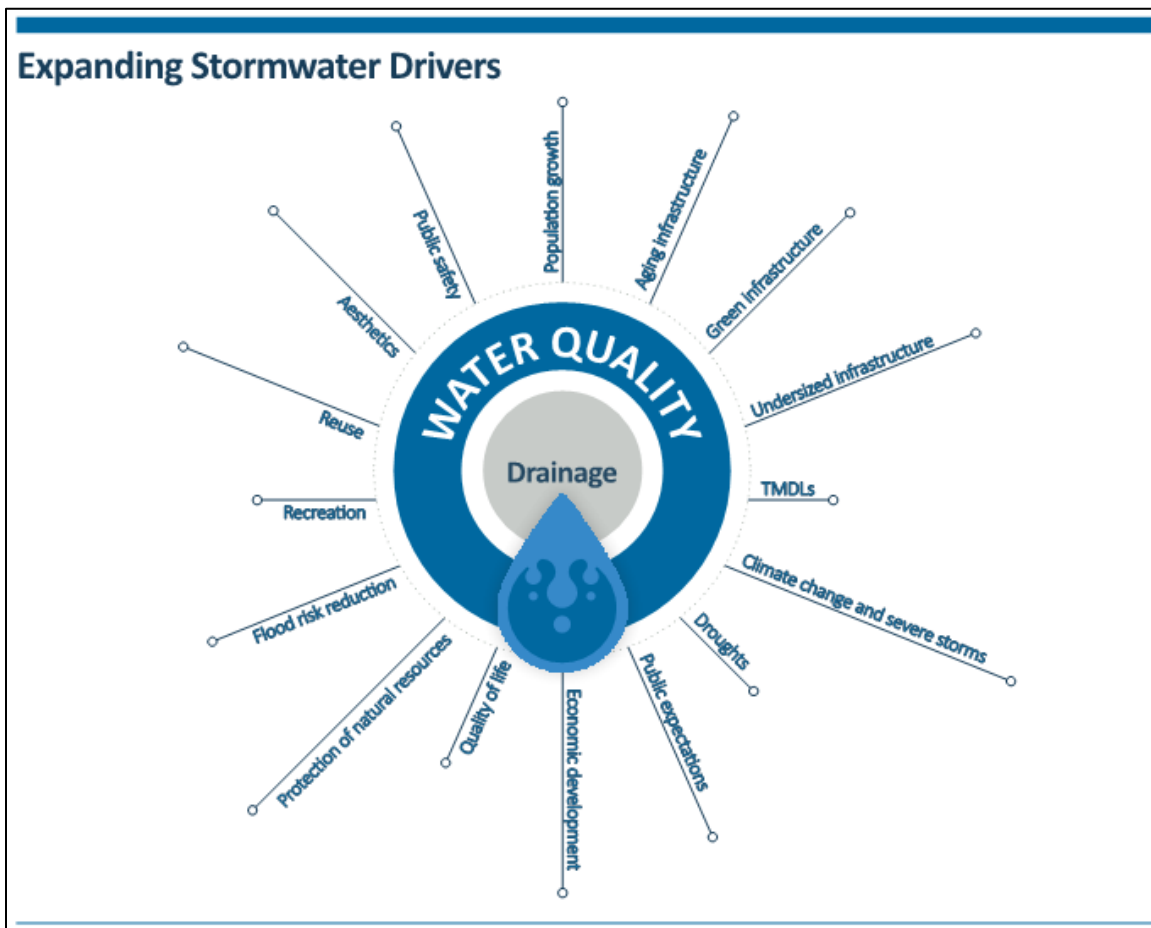 Expanding Stormwater Drivers
Population growth
Aging infrastructure
Green infrastructure
Undersized infrastructure
TMDLs
Climate change and severe storms
Droughts
Public expectations
Economic development
Quality of life
Protection of natural resources
Flood risk reduction
Recreation
Reuse
Aesthetics
Public safety
WATER QUALITY
Drainage